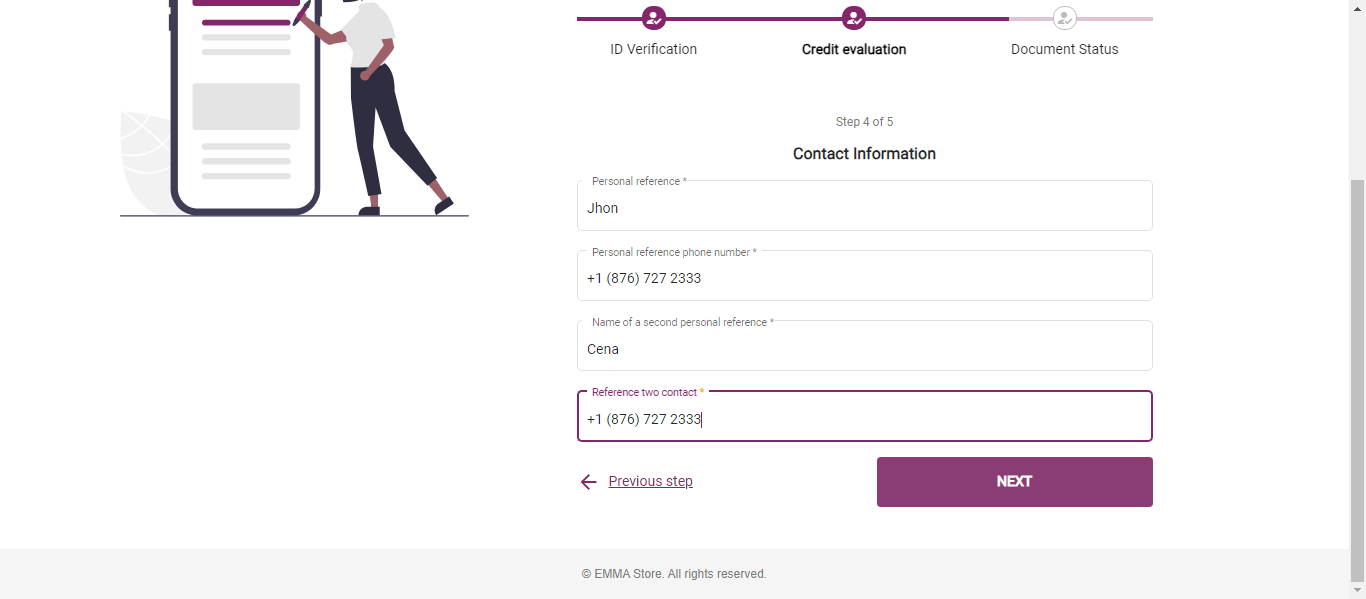 ID Verification
Credit evaluation
Document Status
Step 4 of 5
Contact Information
Personal reference *
Jhon
Personal reference phone number *
+1 (876) 727 2333
Name of a second personal reference *
Cena
Reference two contact *
+1 (876) 727 2333
Previous step
NEXT
© EMMA Store. All rights reserved.